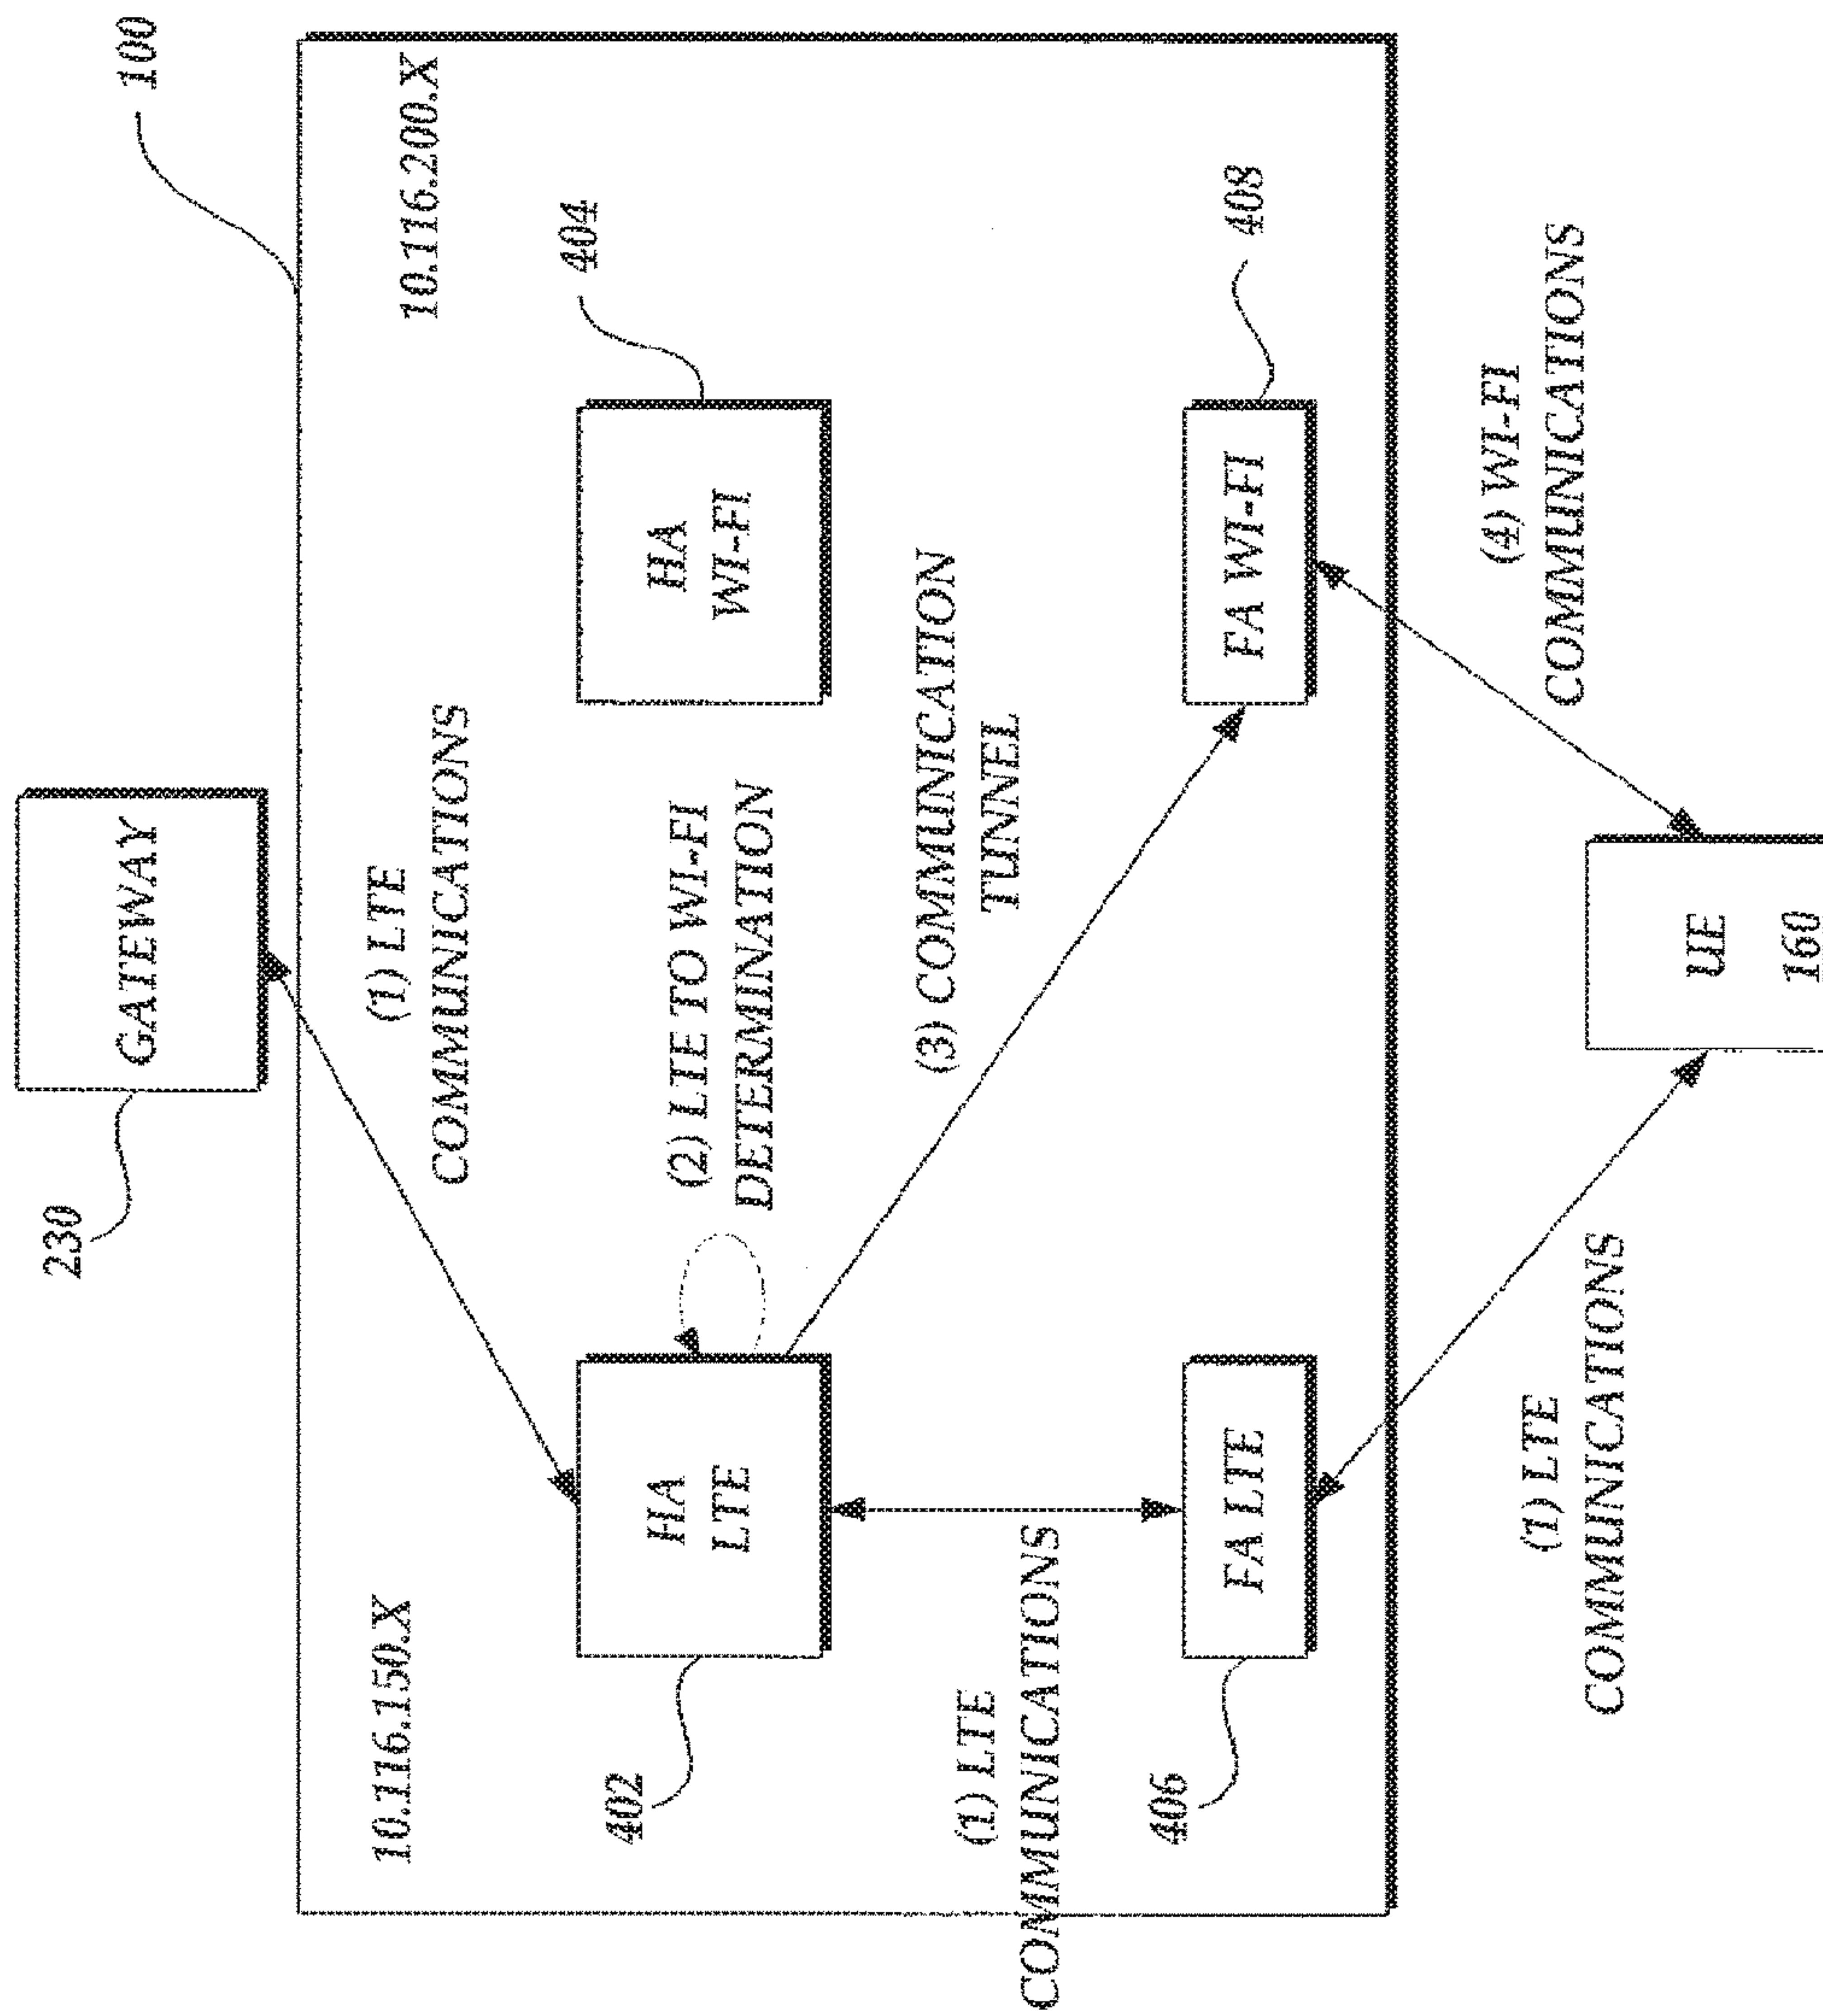 230
GATEWAY
100
10.116.150.X
(1) LTE
COMMUNICATIONS
10.116.200.X
402
HA
LTE
(2) LTE TO WI-FI
DETERMINATION
HA
WI-FI
404
(1) LTE
COMMUNICATIONS
(3) COMMUNICATION
TUNNEL
406
FA LTE
FA WI-FI
408
(1) LTE
COMMUNICATIONS
UE
160
(4) WI-FI
COMMUNICATIONS